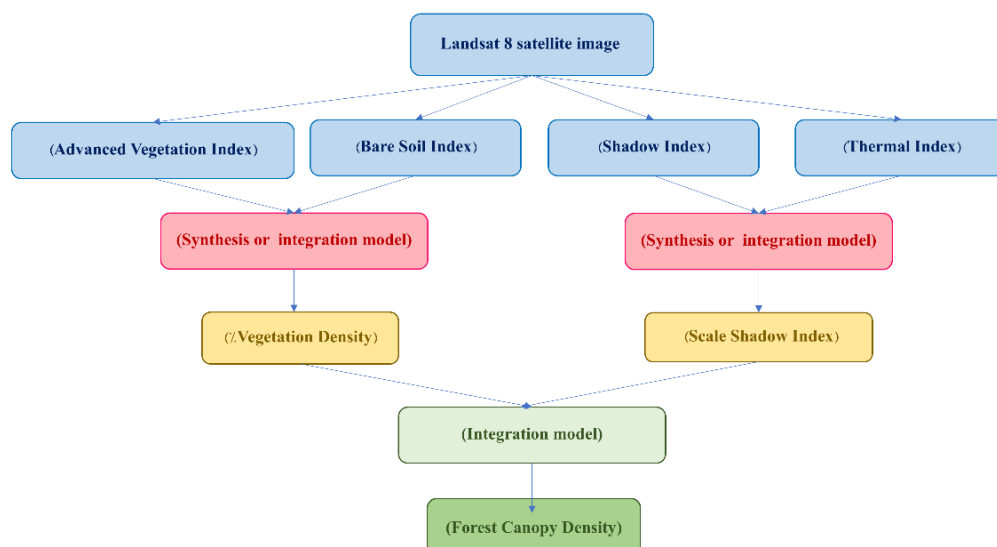 Landsat 8 satellite image
(Advanced Vegetation Index)
(Bare Soil Index)
(Shadow Index)
(Thermal Index)
(Synthesis or integration model)
(Synthesis or integration model)
(٪Vegetation Density)
(Scale Shadow Index)
(Integration model)
(Forest Canopy Density)